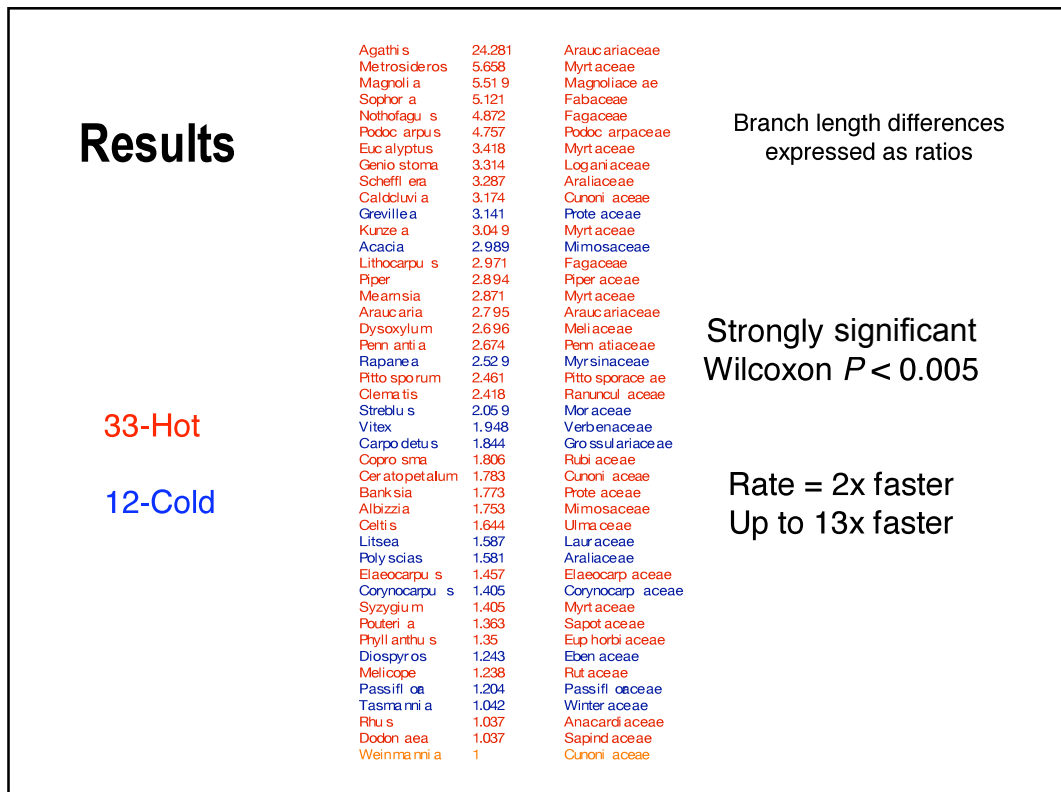 Results
33-Hot
12-Cold
Agathis 24.281 Araucariaceae
Metrosideros 5.658 Myrtaceae
Magnolia 5.519 Magnoliaceae
Sophora 5.121 Fabaceae
Nothofagus 4.872 Fagaceae
Podocarpus 4.757 Podocarpaceae
Eucalyptus 3.418 Myrtaceae
Geniostoma 3.314 Loganiaceae
Schefflera 3.287 Araliaceae
Caldcluvia 3.174 Cunoniaceae
Grevillea 3.141 Proteaceae
Kunzea 3.049 Myrtaceae
Acacia 2.989 Mimosaceae
Lithocarpus 2.971 Fagaceae
Piper 2.894 Piperaceae
Mearnsia 2.871 Myrtaceae
Araucaria 2.795 Araucariaceae
Dysoxylum 2.696 Meliaceae
Pennantia 2.674 Pennatiaceae
Rapanea 2.529 Myrsinaceae
Pittosporum 2.461 Pittosporaceae
Clematis 2.418 Ranunculaceae
Streblus 2.059 Moraceae
Vitex 1.948 Verbenaceae
Carpodetus 1.844 Grossulariaceae
Coprosma 1.806 Rubiaceae
Ceratopetalum 1.783 Cunoniaceae
Banksia 1.773 Proteaceae
Albizzia 1.753 Mimosaceae
Celtis 1.644 Ulmaceae
Litsea 1.587 Lauraceae
Polyscias 1.581 Araliaceae
Elaeocarpus 1.457 Elaeocarpaceae
Corynocarpus 1.405 Corynocarpaceae
Syzygium 1.405 Myrtaceae
Pouteria 1.363 Sapotaceae
Phyllanthus 1.35 Euphorbiaceae
Diospyros 1.243 Ebenaceae
Melicope 1.238 Rutaceae
Passiflora 1.204 Passifloraceae
Tasmannia 1.042 Winteraceae
Rhus 1.037 Anacardiaceae
Dodonaea 1.037 Sapindaceae
Weinmannia 1 Cunoniaceae
Branch length differences
expressed as ratios
Strongly significant
Wilcoxon P < 0.005
Rate = 2x faster
Up to 13x faster